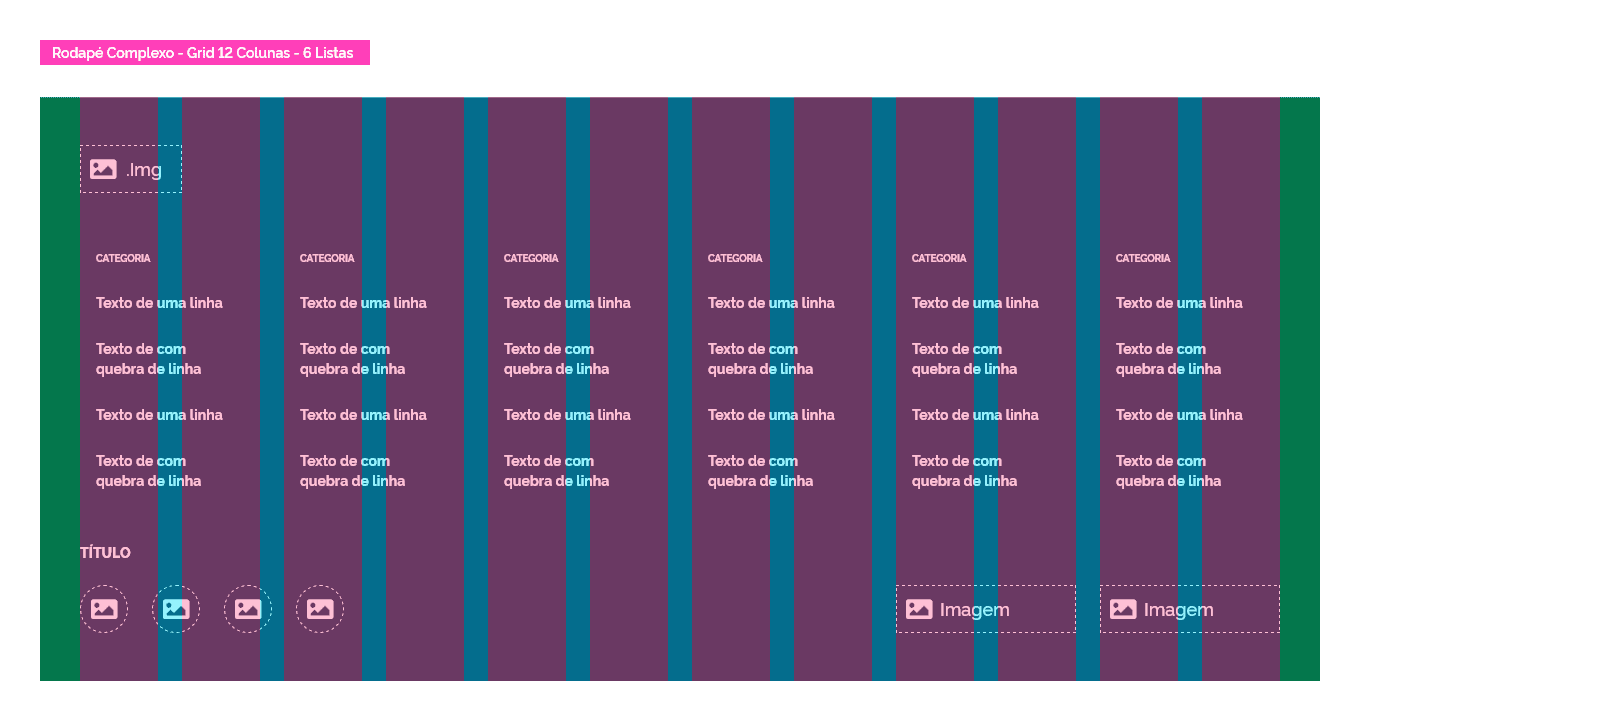 Rodapé Complexo - Grid 12 Colunas - 6 Listas
.Img
CATEGORIA
Texto de uma linha
Texto de com
quebra de linha
Texto de uma linha
Texto de com
quebra de linha
CATEGORIA
Texto de uma linha
Texto de com
quebra de linha
Texto de uma linha
Texto de com
quebra de linha
CATEGORIA
Texto de uma linha
Texto de com
quebra de linha
Texto de uma linha
Texto de com
quebra de linha
CATEGORIA
Texto de uma linha
Texto de com
quebra de linha
Texto de uma linha
Texto de com
quebra de linha
CATEGORIA
Texto de uma linha
Texto de com
quebra de linha
Texto de uma linha
Texto de com
quebra de linha
CATEGORIA
Texto de uma linha
Texto de com
quebra de linha
Texto de uma linha
Texto de com
quebra de linha
TÍTULO
Imagem
Imagem